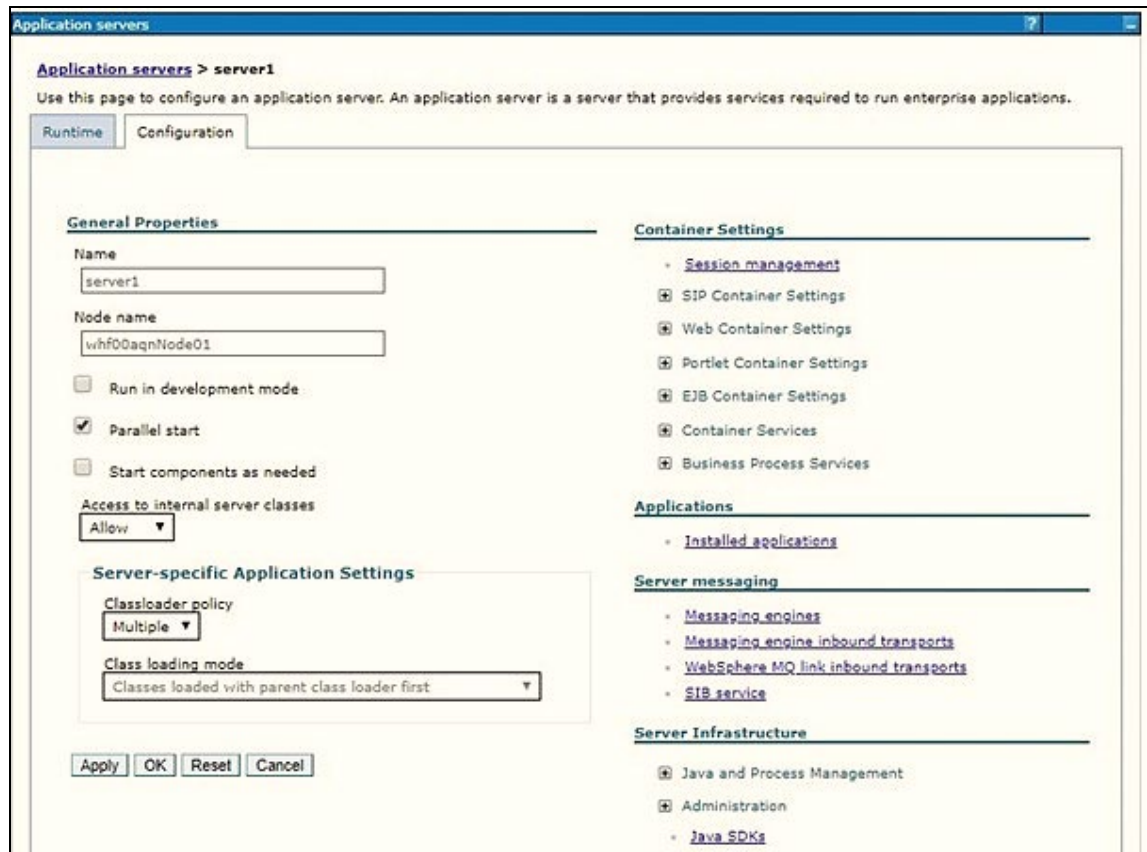 Application servers
?
Application servers > server1
Use this page to configure an application server. An application server is a server that provides services required to run enterprise applications.
Runtime
Configuration
General Properties
Name
server1
Node name
whf00aqnNode01
Run in development mode
Parallel start
Start components as needed
Access to internal server classes
Allow
Server-specific Application Settings
Classloader policy
Multiple
Class loading mode
Classes loaded with parent class loader first
Apply OK Reset Cancel
Container Settings
Session management
SIP Container Settings
Web Container Settings
Portlet Container Settings
EJB Container Settings
Container Services
Business Process Services
Applications
Installed applications
Server messaging
Messaging engines
Messaging engine inbound transports
WebSphere MQ link inbound transports
SIB service
Server Infrastructure
Java and Process Management
Administration
Java SDKs